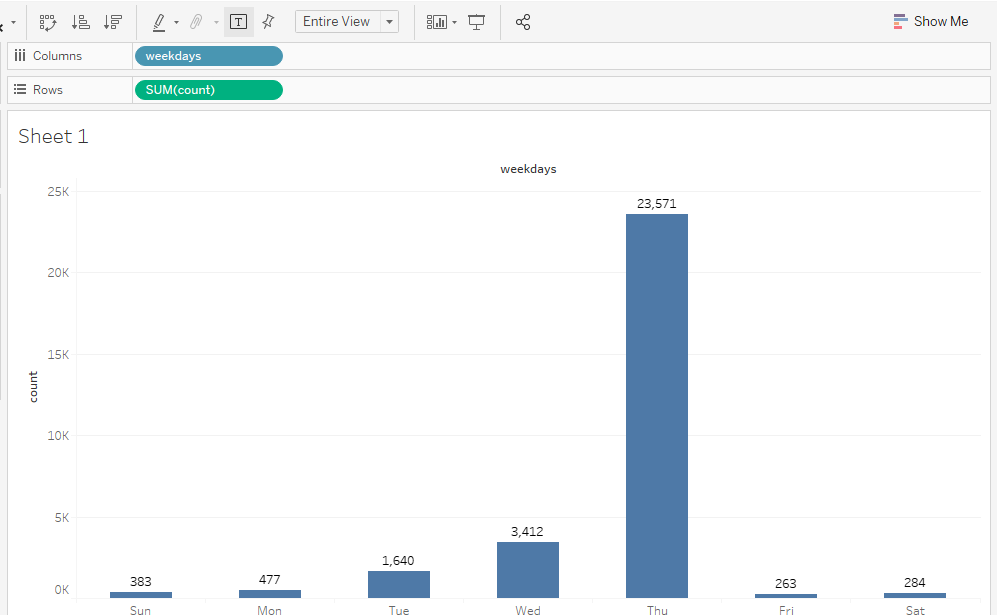 Entire View
Show Me
Columns
weekdays
Rows
SUM(count)
Sheet 1
weekdays
25K
23,571
20K
15K
count
10K
5K
3,412
1,640
383
477
263
284
0K
Sun Mon Tue Wed Thu Fri Sat